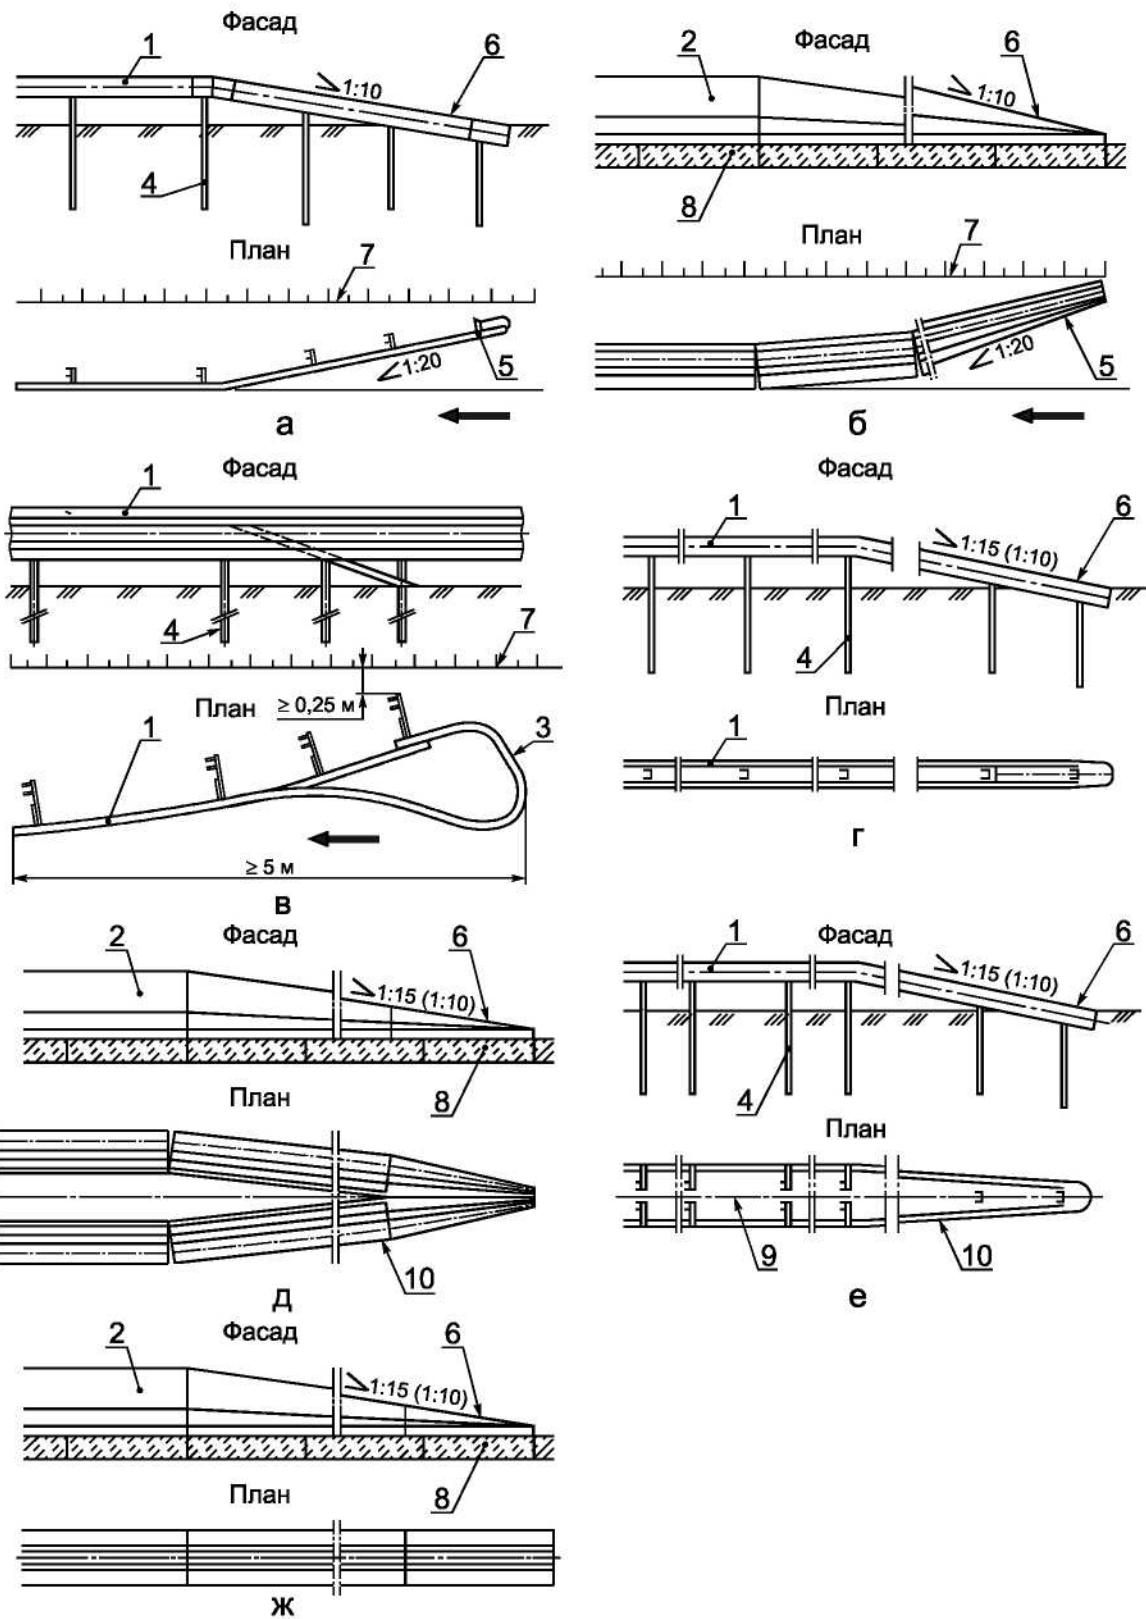 Фасад
1
6
1:10
4
План
7
1:20
5
а
Фасад
2
6
1:10
8
План
7
1:20
5
б
Фасад
1
4
7
План
≥ 0,25 м
1
3
≥ 5 м
в
Фасад
1
6
1:15 (1:10)
4
План
1
г
Фасад
2
6
1:15 (1:10)
8
План
10
д
Фасад
1
6
1:15 (1:10)
4
План
9
10
е
Фасад
2
6
1:15 (1:10)
8
План
ж